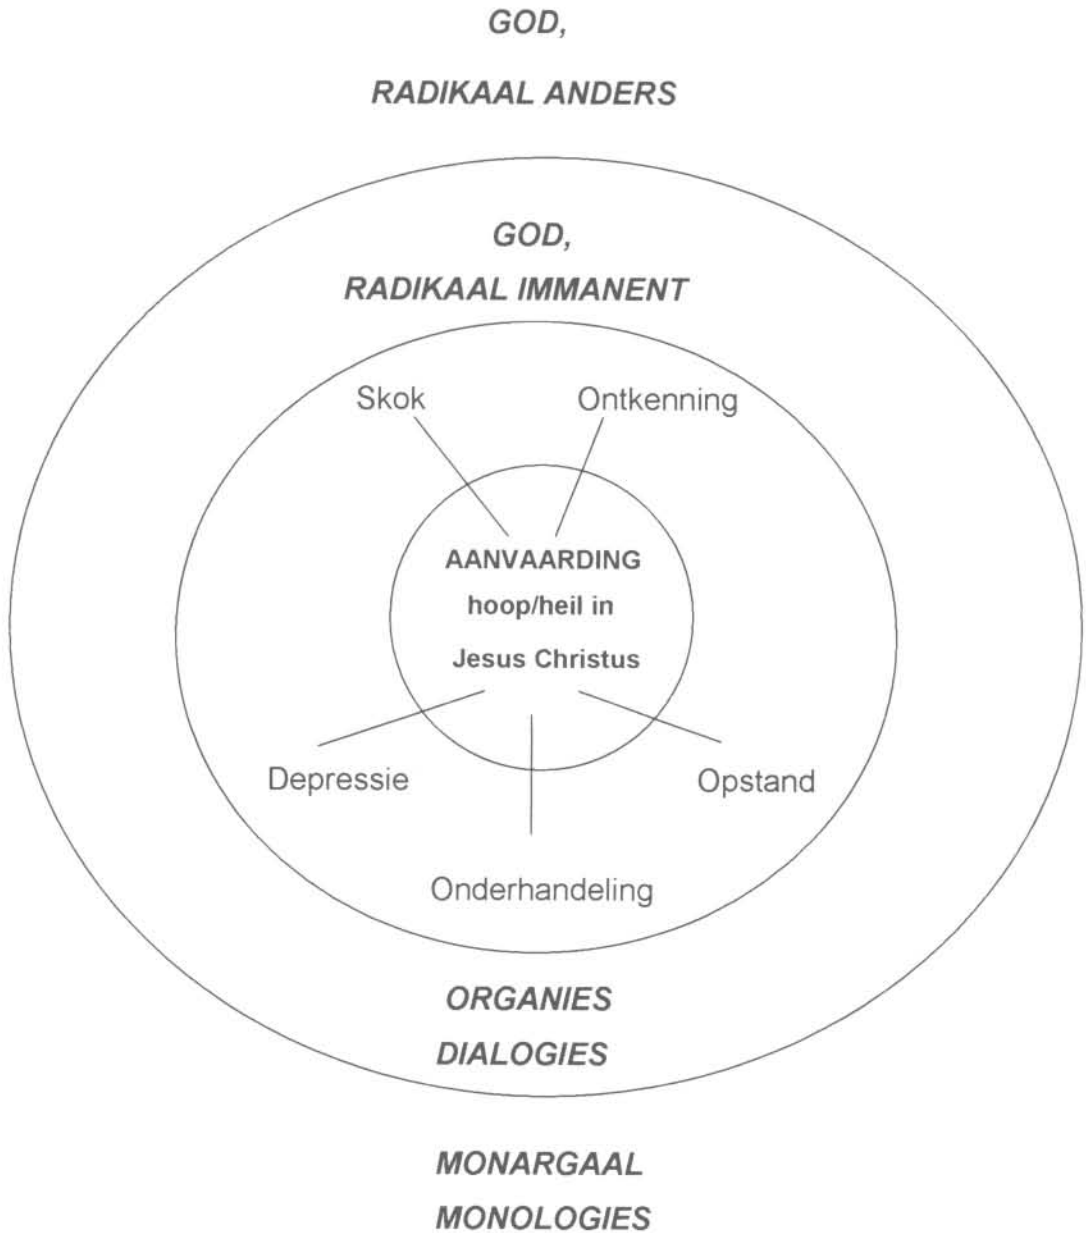 GOD,
RADIKAAL ANDERS
GOD,
RADIKAAL IMMANENT
Skok
Ontkenning
AANVAARDING
hoop/heil in
Jesus Christus
Depressie
Opstand
Onderhandeling
ORGANIES
DIALOGIES
MONARGAAL
MONOLOGIES